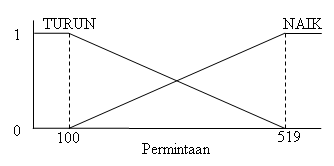 TURUN NAIK
1
0
100 519
Permintaan